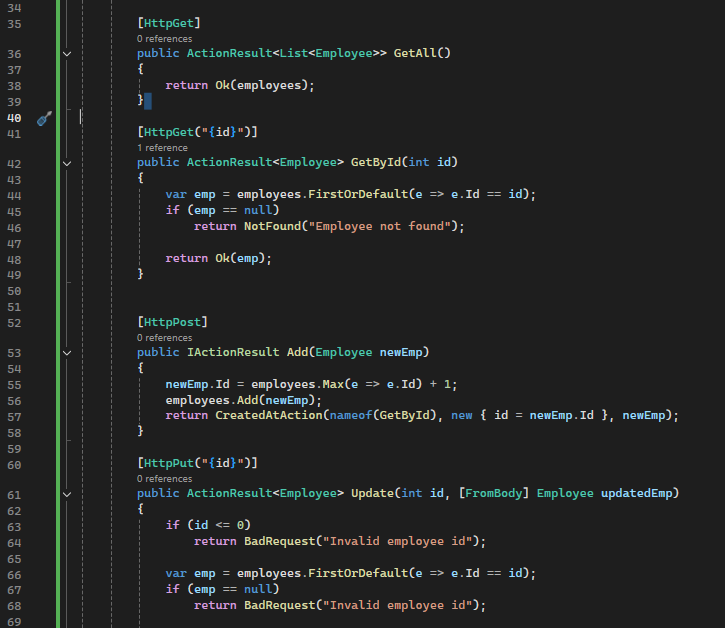 34
35 [HttpGet]
0 references
36 public ActionResult<List<Employee>> GetAll()
37 {
38 return Ok(employees);
39 }
40
41 [HttpGet("{id}")]
1 reference
42 public ActionResult<Employee> GetById(int id)
43 {
44 var emp = employees.FirstOrDefault(e => e.Id == id);
45 if (emp == null)
46 return NotFound("Employee not found");
47
48 return Ok(emp);
49 }
50
51
52 [HttpPost]
0 references
53 public IActionResult Add(Employee newEmp)
54 {
55 newEmp.Id = employees.Max(e => e.Id) + 1;
56 employees.Add(newEmp);
57 return CreatedAtAction(nameof(GetById), new { id = newEmp.Id }, newEmp);
58 }
59
60 [HttpPut("{id}")]
0 references
61 public ActionResult<Employee> Update(int id, [FromBody] Employee updatedEmp)
62 {
63 if (id <= 0)
64 return BadRequest("Invalid employee id");
65
66 var emp = employees.FirstOrDefault(e => e.Id == id);
67 if (emp == null)
68 return BadRequest("Invalid employee id");
69